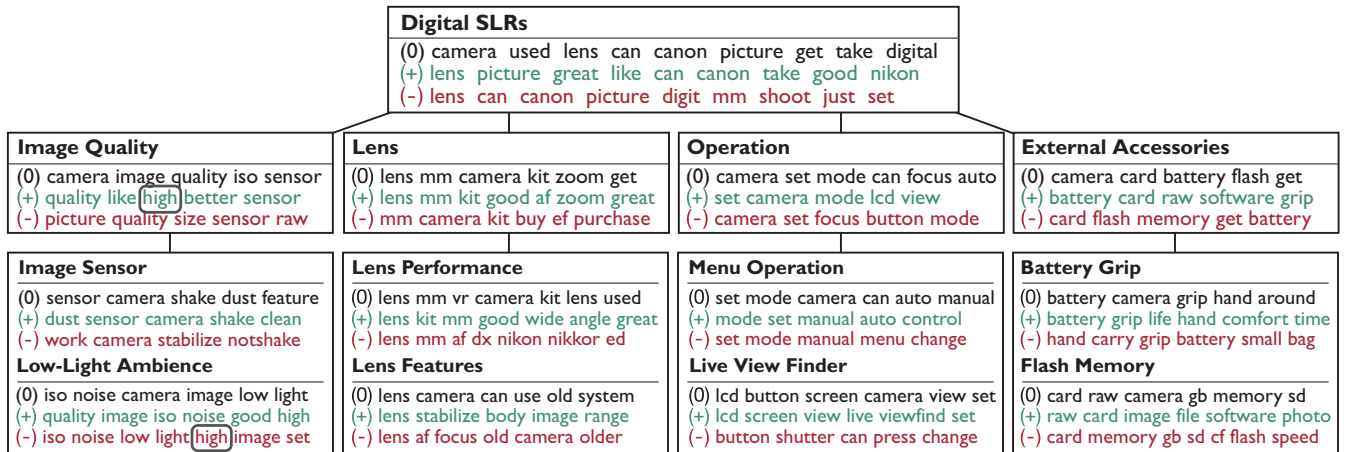 Digital SLRs
(0) camera used lens can canon picture get take digital
(+) lens picture great like can canon take good nikon
(-) lens can canon picture digit mm shoot just set
Image Quality
(0) camera image quality iso sensor
(+) quality like high better sensor
(-) picture quality size sensor raw
Lens
(0) lens mm camera kit zoom get
(+) lens mm kit good af zoom great
(-) mm camera kit buy ef purchase
Operation
(0) camera set mode can focus auto
(+) set camera mode lcd view
(-) camera set focus button mode
External Accessories
(0) camera card battery flash get
(+) battery card raw software grip
(-) card flash memory get battery
Image Sensor
(0) sensor camera shake dust feature
(+) dust sensor camera shake clean
(-) work camera stabilize notshake
Low-Light Ambience
(0) iso noise camera image low light
(+) quality image iso noise good high
(-) iso noise low light high image set
Lens Performance
(0) lens mm vr camera kit lens used
(+) lens kit mm good wide angle great
(-) lens mm af dx nikon nikkor ed
Lens Features
(0) lens camera can use old system
(+) lens stabilize body image range
(-) lens af focus old camera older
Menu Operation
(0) set mode camera can auto manual
(+) mode set manual auto control
(-) set mode manual menu change
Live View Finder
(0) lcd button screen camera view set
(+) lcd screen view live viewfind set
(-) button shutter can press change
Battery Grip
(0) battery camera grip hand around
(+) battery grip life hand comfort time
(-) hand carry grip battery small bag
Flash Memory
(0) card raw camera gb memory sd
(+) raw card image file software photo
(-) card memory gb sd cf flash speed